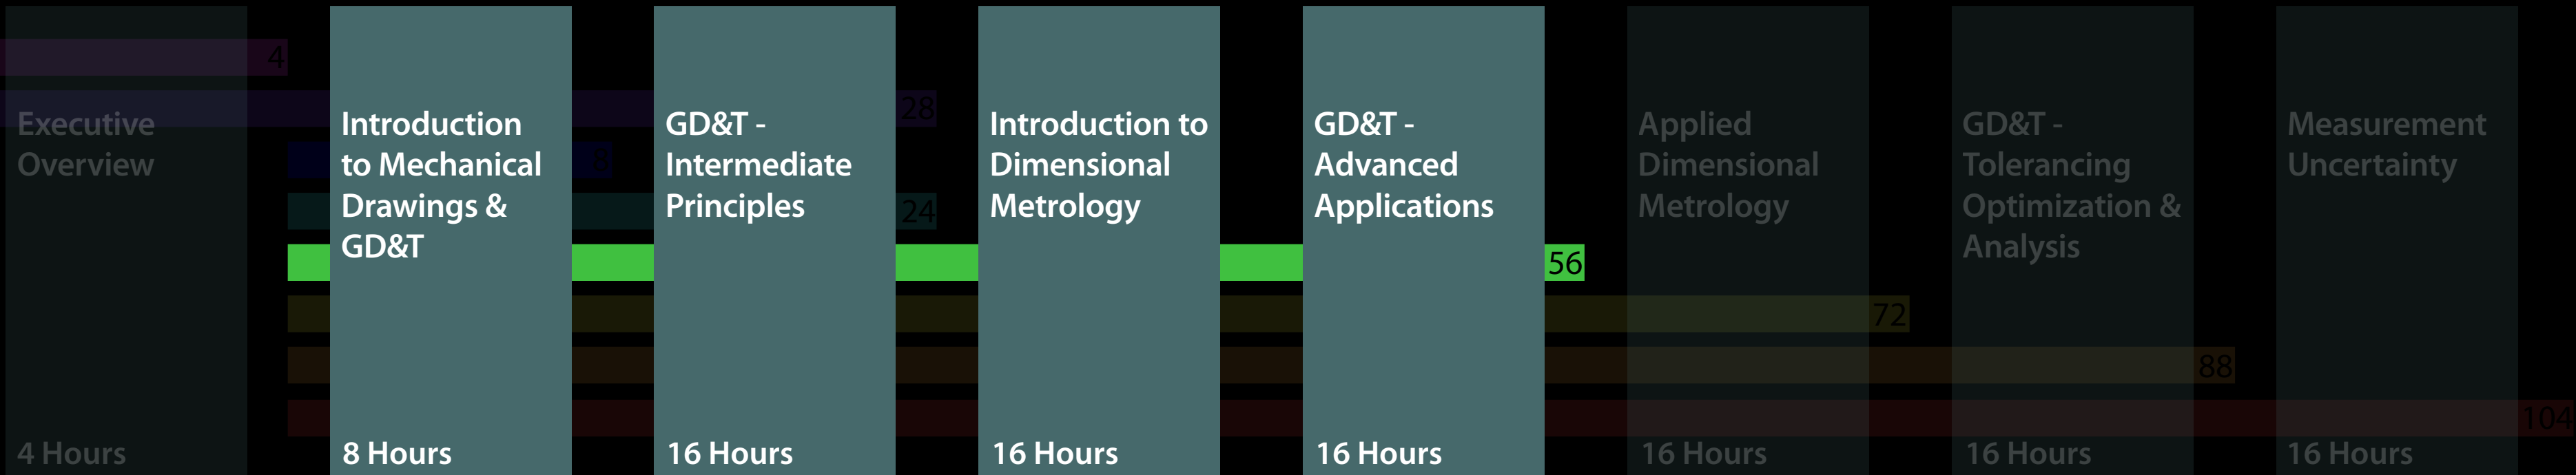 4
Executive
Overview
4 Hours
Introduction
to Mechanical
Drawings &
GD&T
8 Hours
GD&T -
Intermediate
Principles
16 Hours
Introduction to
Dimensional
Metrology
16 Hours
GD&T -
Advanced
Applications
16 Hours
Applied
Dimensional
Metrology
16 Hours
GD&T -
Tolerancing
Optimization &
Analysis
16 Hours
Measurement
Uncertainty
16 Hours
28
8
24
56
72
88
104